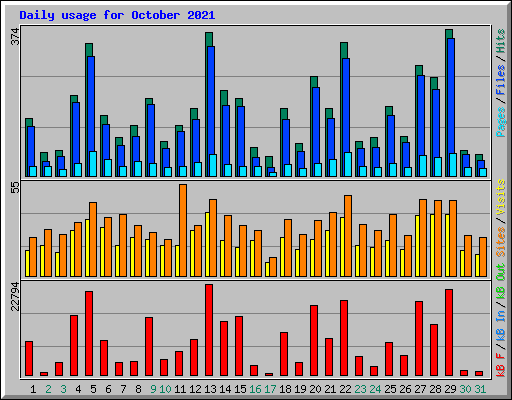 Daily usage for October 2021
374
55
22794
Pages / Files / Hits
Sites / Visits
kB F / kB In / kB Out
1 2 3 4 5 6 7 8 9 10 11 12 13 14 15 16 17 18 19 20 21 22 23 24 25 26 27 28 29 30 31